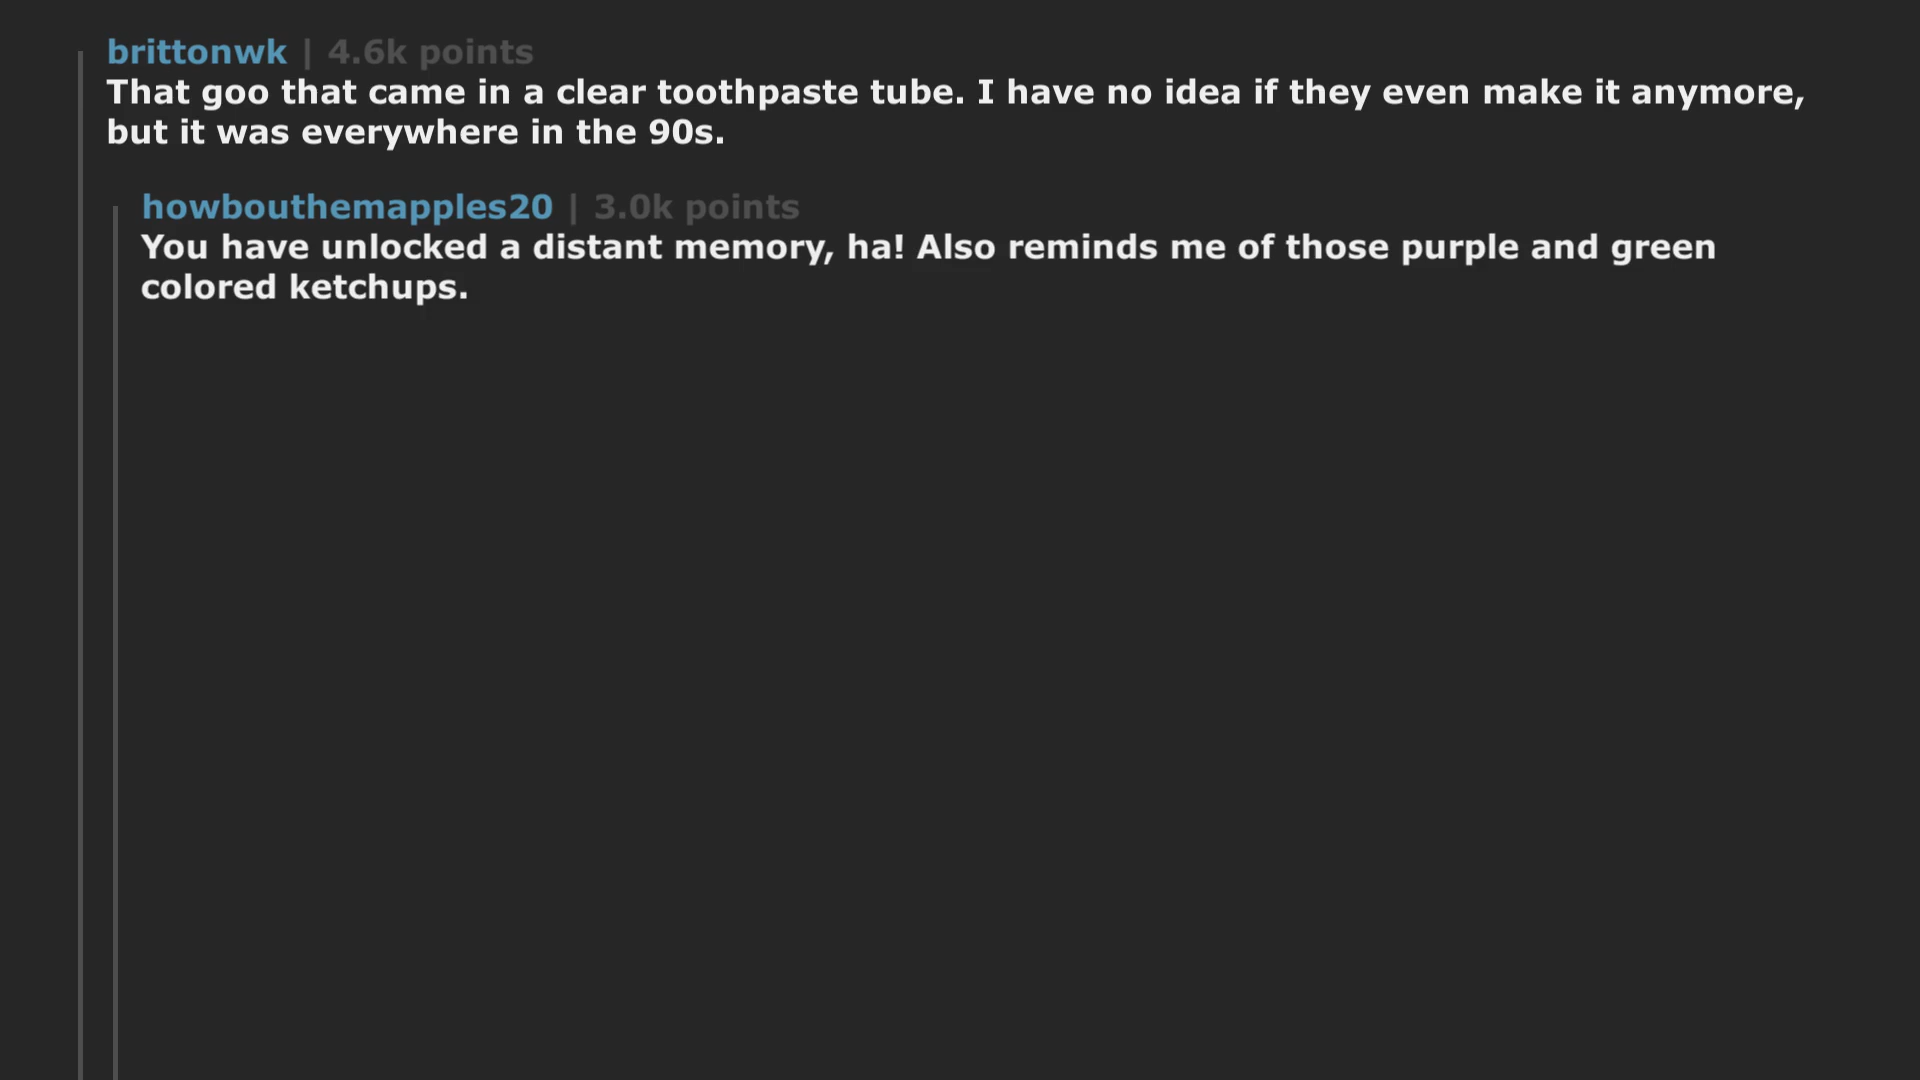 brittonwk | 4.6k points
That goo that came in a clear toothpaste tube. I have no idea if they even make it anymore,
but it was everywhere in the 90s.
howbouthemapples20 | 3.0k points
You have unlocked a distant memory, ha! Also reminds me of those purple and green
colored ketchups.